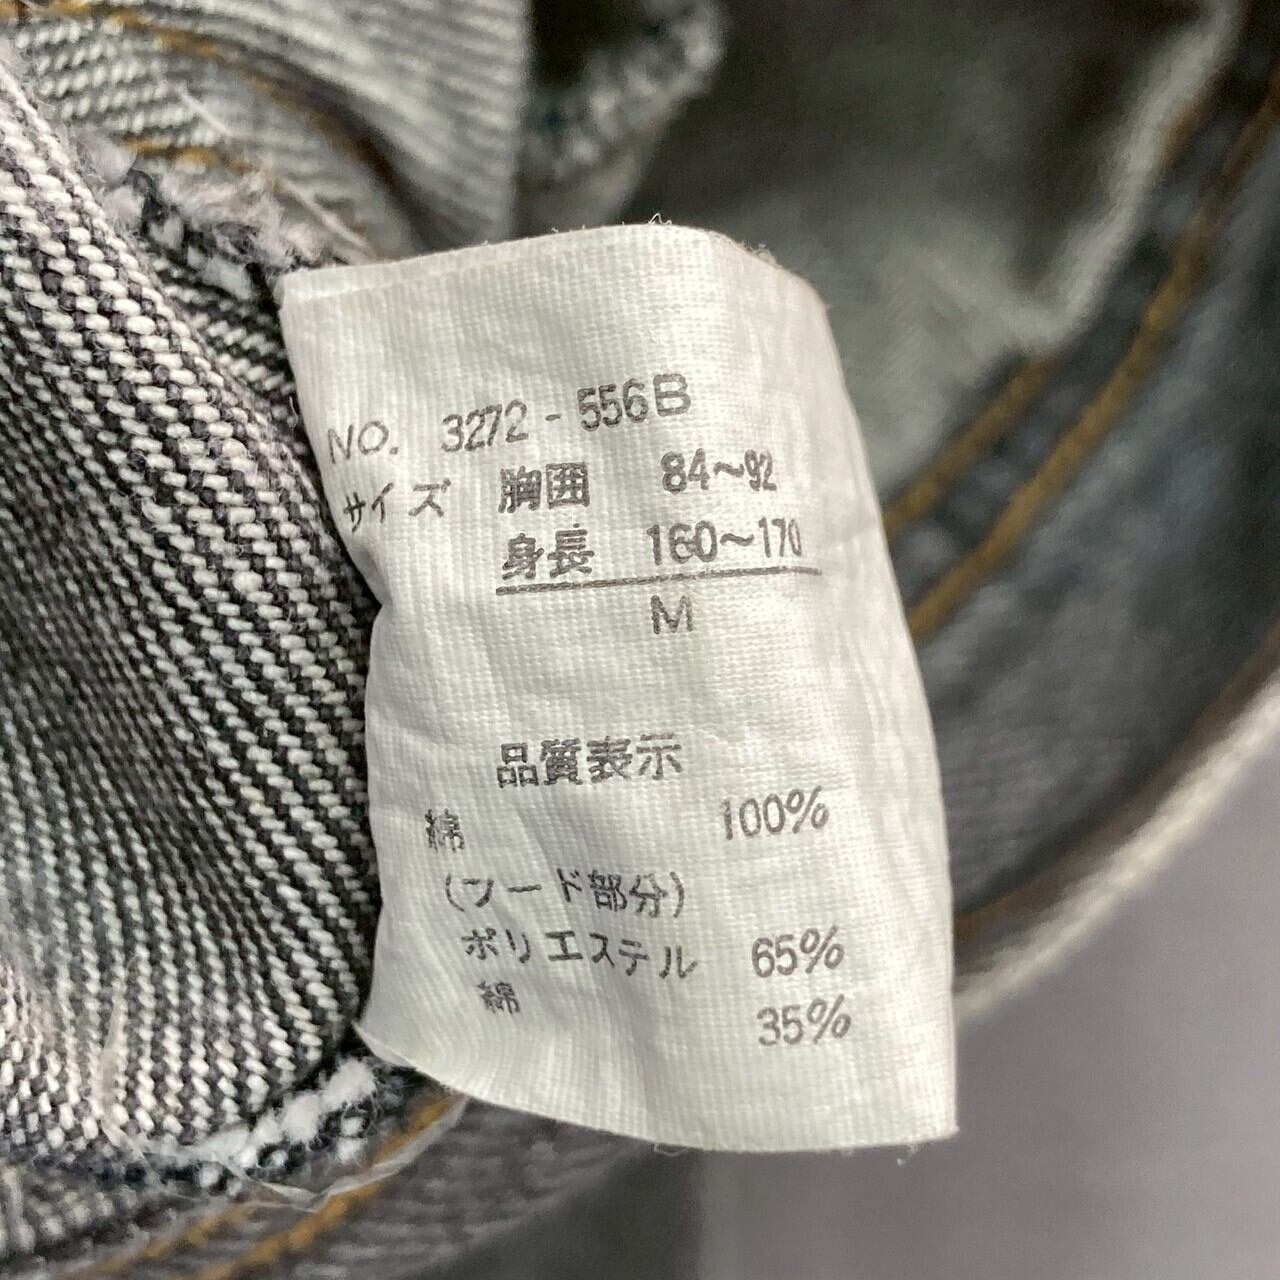 NO. 3272-556B
サイズ 胸囲 84〜92
身長 160〜170
M
品質表示
綿 100%
(フード部分)
ポリエステル 65%
綿 35%